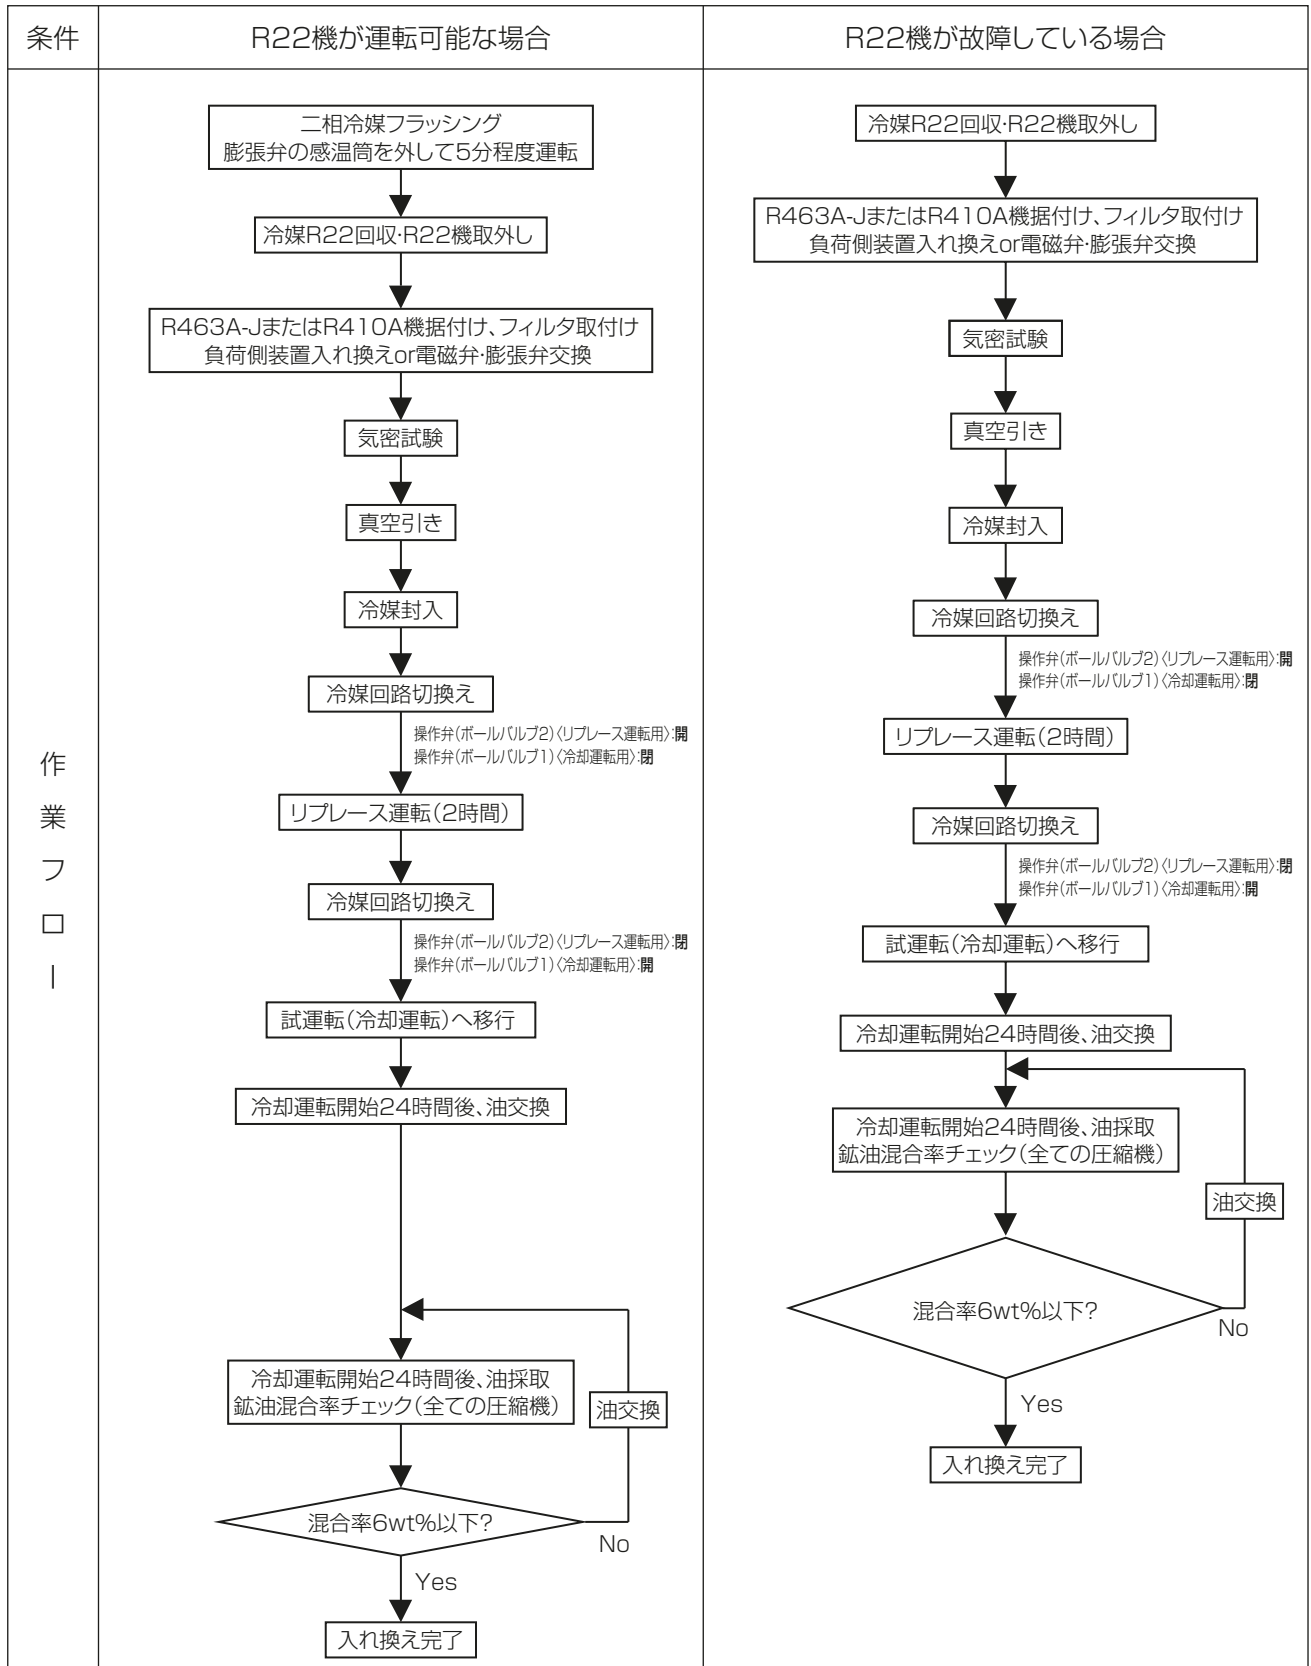 条件
R22機が運転可能な場合
R22機が故障している場合
作業フロー
二相冷媒フラッシング
膨張弁の感温筒を外して5分程度運転
冷媒R22回収・R22機取外し
R463A-JまたはR410A機据付け、フィルタ取付け
負荷側装置入れ換えor電磁弁・膨張弁交換
気密試験
真空引き
冷媒封入
冷媒回路切換え
操作弁(ボールバルブ2)〈リプレース運転用〉:開
操作弁(ボールバルブ1)〈冷却運転用〉:閉
リプレース運転(2時間)
冷媒回路切換え
操作弁(ボールバルブ2)〈リプレース運転用〉:閉
操作弁(ボールバルブ1)〈冷却運転用〉:開
試運転(冷却運転)へ移行
冷却運転開始24時間後、油交換
冷却運転開始24時間後、油採取
鉱油混合率チェック(全ての圧縮機)
油交換
混合率6wt%以下?
No
Yes
入れ換え完了
冷媒R22回収・R22機取外し
R463A-JまたはR410A機据付け、フィルタ取付け
負荷側装置入れ換えor電磁弁・膨張弁交換
気密試験
真空引き
冷媒封入
冷媒回路切換え
操作弁(ボールバルブ2)〈リプレース運転用〉:開
操作弁(ボールバルブ1)〈冷却運転用〉:閉
リプレース運転(2時間)
冷媒回路切換え
操作弁(ボールバルブ2)〈リプレース運転用〉:閉
操作弁(ボールバルブ1)〈冷却運転用〉:開
試運転(冷却運転)へ移行
冷却運転開始24時間後、油交換
冷却運転開始24時間後、油採取
鉱油混合率チェック(全ての圧縮機)
油交換
混合率6wt%以下?
No
Yes
入れ換え完了